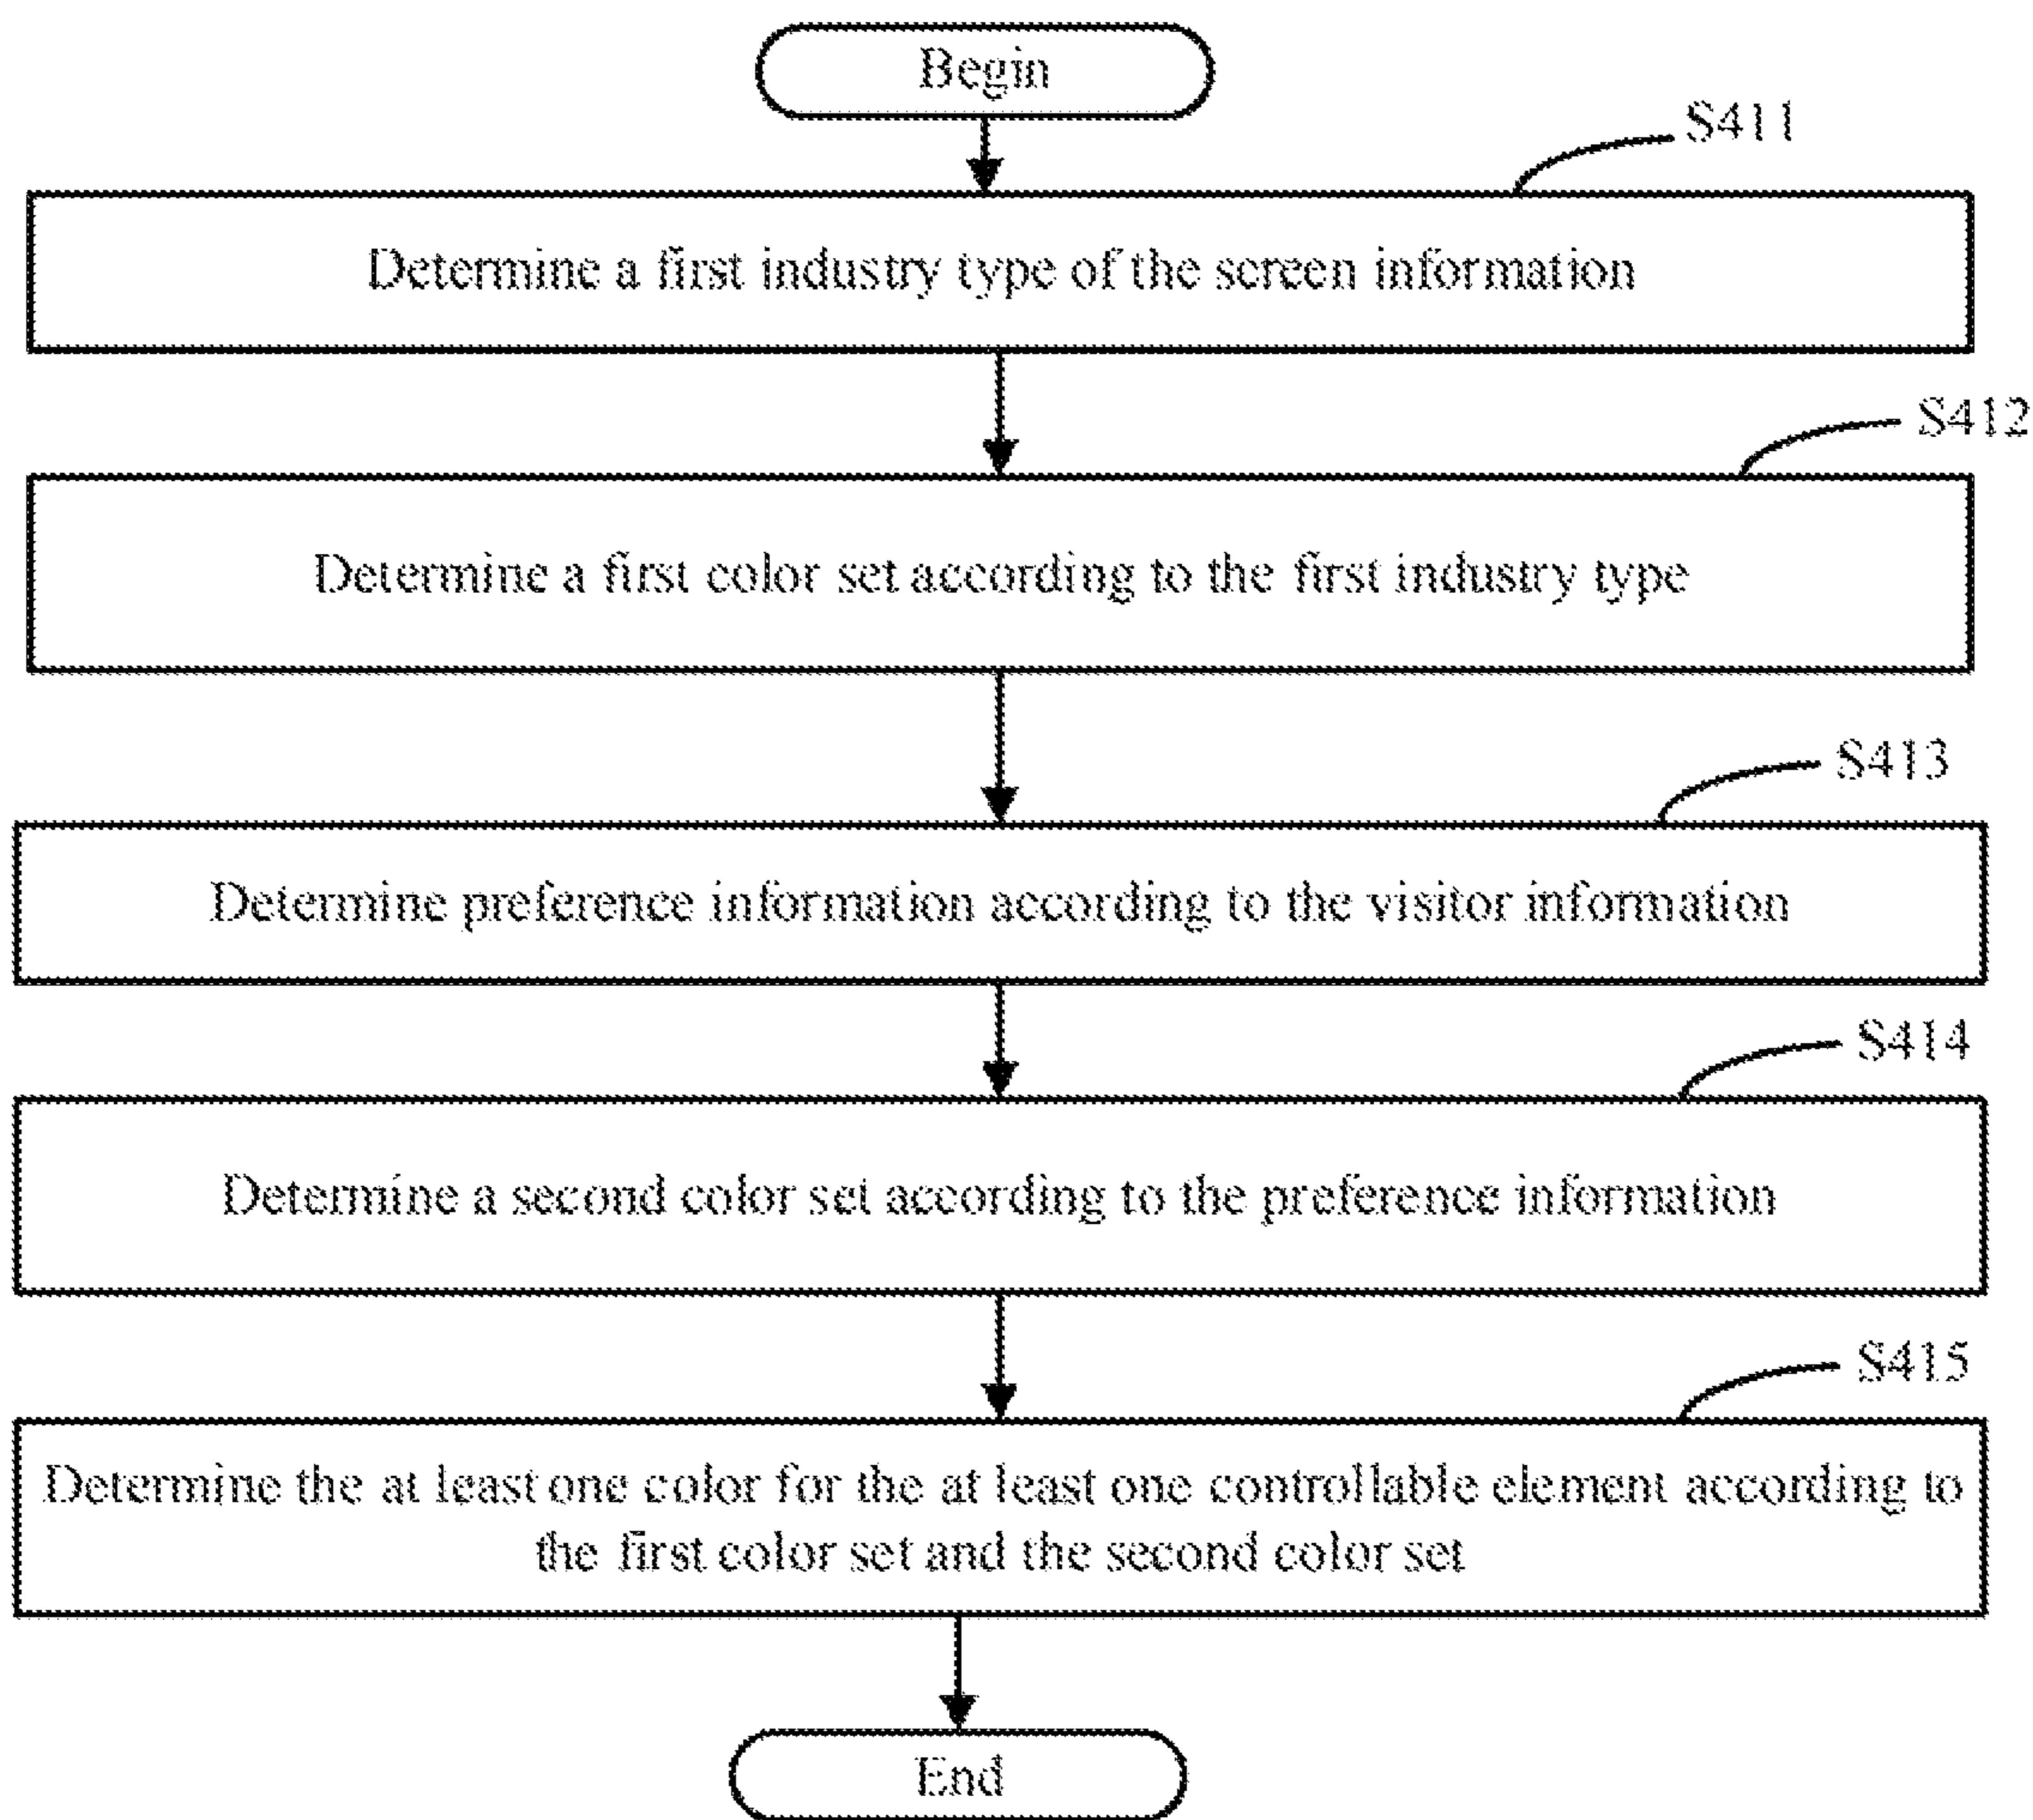 Begin
S411
Determine a first industry type of the screen information
S412
Determine a first color set according to the first industry type
S413
Determine preference information according to the visitor information
S414
Determine a second color set according to the preference information
S415
Determine the at least one color for the at least one controllable element according to
the first color set and the second color set
End